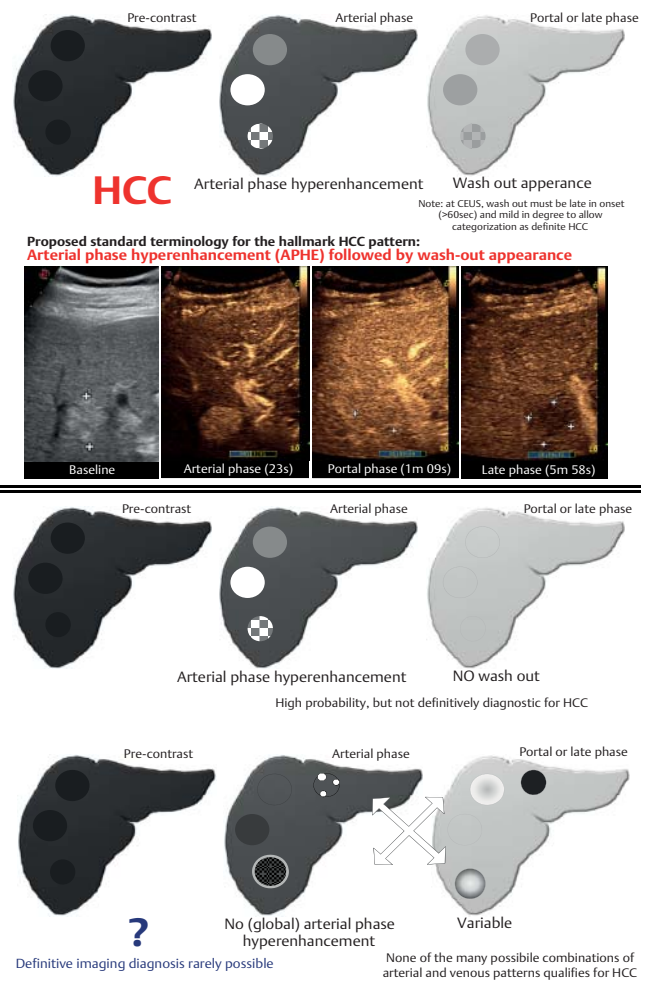 Pre-contrast
Arterial phase
Portal or late phase
HCC
Arterial phase hyperenhancement
Wash out apperance
Note: at CEUS, wash out must be late in onset
(>60sec) and mild in degree to allow
categorization as definite HCC
Proposed standard terminology for the hallmark HCC pattern:
Arterial phase hyperenhancement (APHE) followed by wash-out appearance
Baseline
Arterial phase (23s)
Portal phase (1m 09s)
Late phase (5m 58s)
Pre-contrast
Arterial phase
Portal or late phase
Arterial phase hyperenhancement
NO wash out
High probability, but not definitively diagnostic for HCC
Pre-contrast
Arterial phase
Portal or late phase
?
Definitive imaging diagnosis rarely possible
No (global) arterial phase
hyperenhancement
Variable
None of the many possibile combinations of
arterial and venous patterns qualifies for HCC